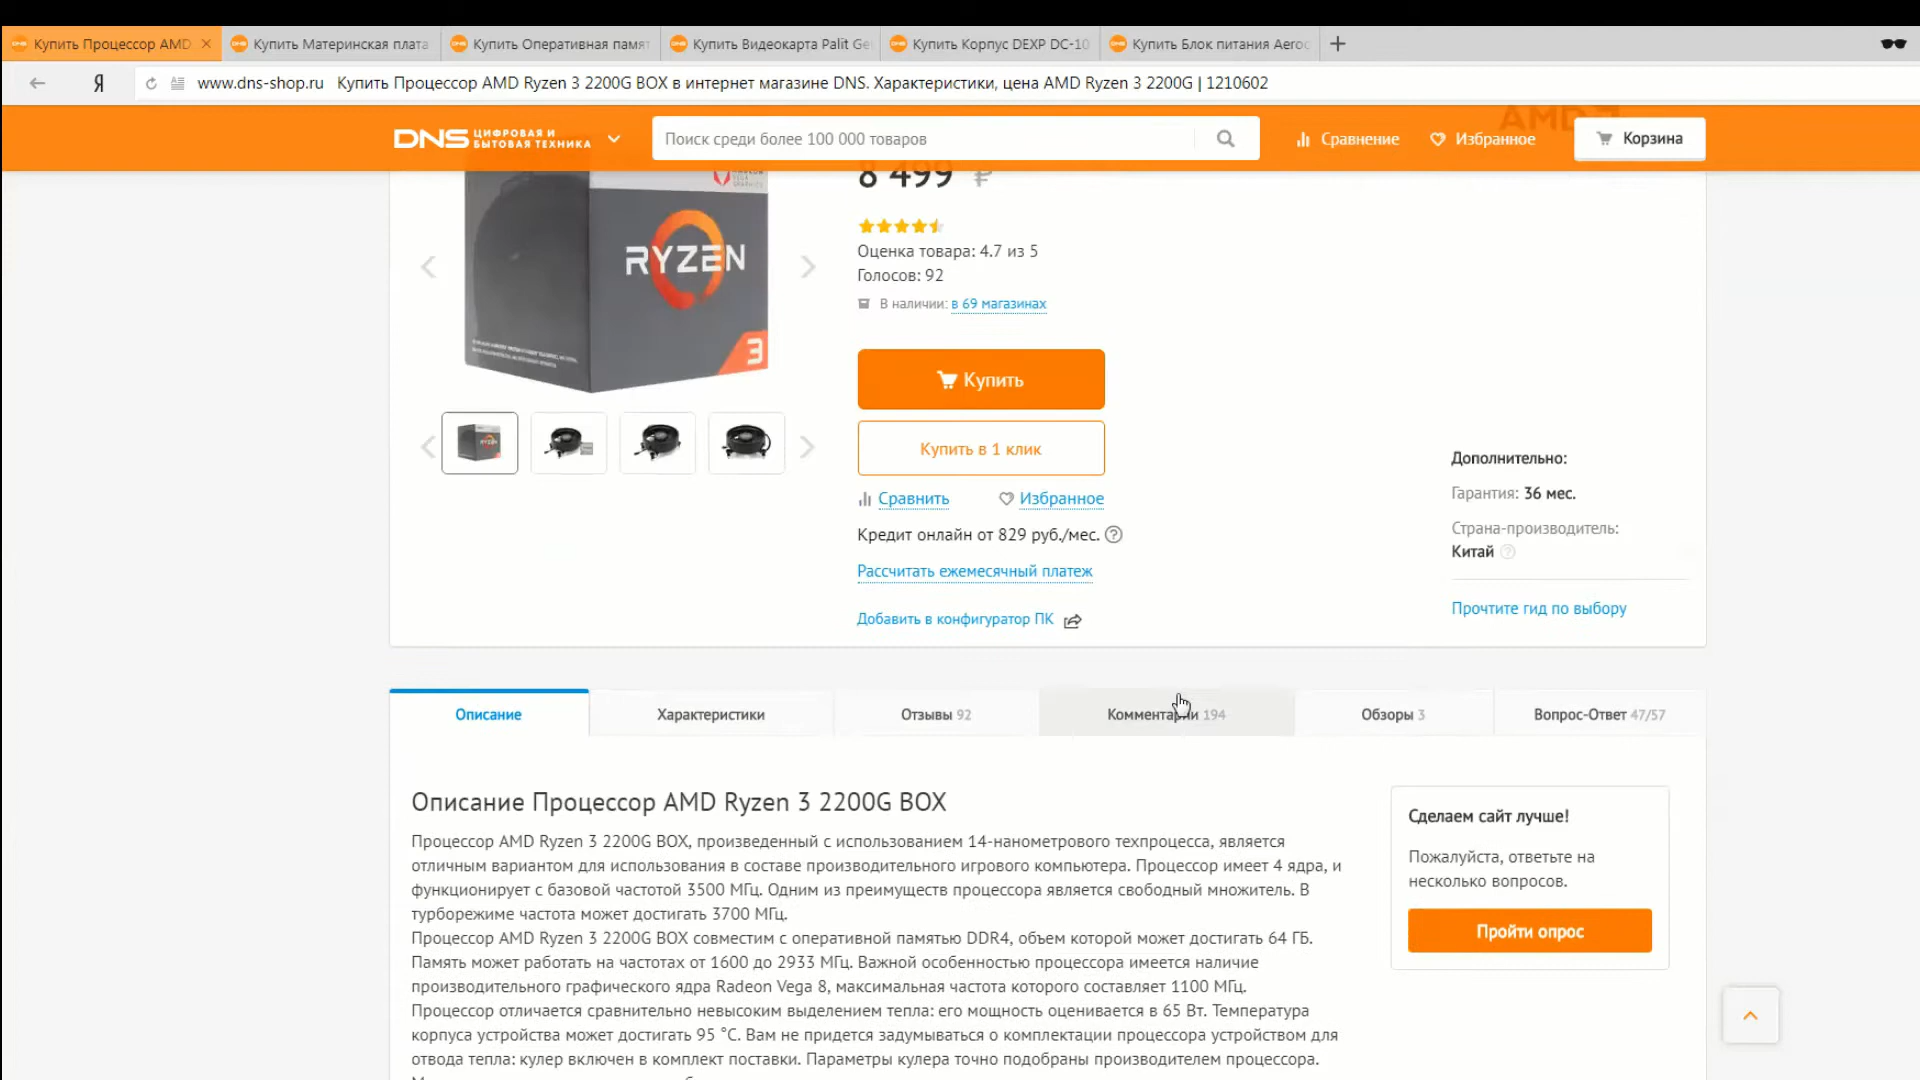 Купить Процессор AMD
Купить Материнская плата
Купить Оперативная памят
Купить Видеокарта Palit Ge
Купить Корпус DEXP DC-10
Купить Блок питания Aeroc
Я
www.dns-shop.ru Купить Процессор AMD Ryzen 3 2200G BOX в интернет магазине DNS. Характеристики, цена AMD Ryzen 3 2200G | 1210602
DNS ЦИФРОВАЯ И
БЫТОВАЯ ТЕХНИКА
Поиск среди более 100 000 товаров
Сравнение
Избранное
AMD
Корзина
8 499 ₽
RYZEN
3
Оценка товара: 4.7 из 5
Голосов: 92
В наличии: в 69 магазинах
Купить
Купить в 1 клик
Сравнить
Избранное
Кредит онлайн от 829 руб./мес. ?
Рассчитать ежемесячный платеж
Добавить в конфигуратор ПК
Дополнительно:
Гарантия: 36 мес.
Страна-производитель:
Китай ?
Прочтите гид по выбору
Описание
Характеристики
Отзывы 92
Комментарии 194
Обзоры 3
Вопрос-Ответ 47/57
Описание Процессор AMD Ryzen 3 2200G BOX
Процессор AMD Ryzen 3 2200G BOX, произведенный с использованием 14-нанометрового техпроцесса, является
отличным вариантом для использования в составе производительного игрового компьютера. Процессор имеет 4 ядра, и
функционирует с базовой частотой 3500 МГц. Одним из преимуществ процессора является свободный множитель. В
турборежиме частота может достигать 3700 МГц.
Процессор AMD Ryzen 3 2200G BOX совместим с оперативной памятью DDR4, объем которой может достигать 64 ГБ.
Память может работать на частотах от 1600 до 2933 МГц. Важной особенностью процессора имеется наличие
производительного графического ядра Radeon Vega 8, максимальная частота которого составляет 1100 МГц.
Процессор отличается сравнительно невысоким выделением тепла: его мощность оценивается в 65 Вт. Температура
корпуса устройства может достигать 95 °C. Вам не придется задумываться о комплектации процессора устройством для
отвода тепла: кулер включен в комплект поставки. Параметры кулера точно подобраны производителем процессора.
Сделаем сайт лучше!
Пожалуйста, ответьте на
несколько вопросов.
Пройти опрос